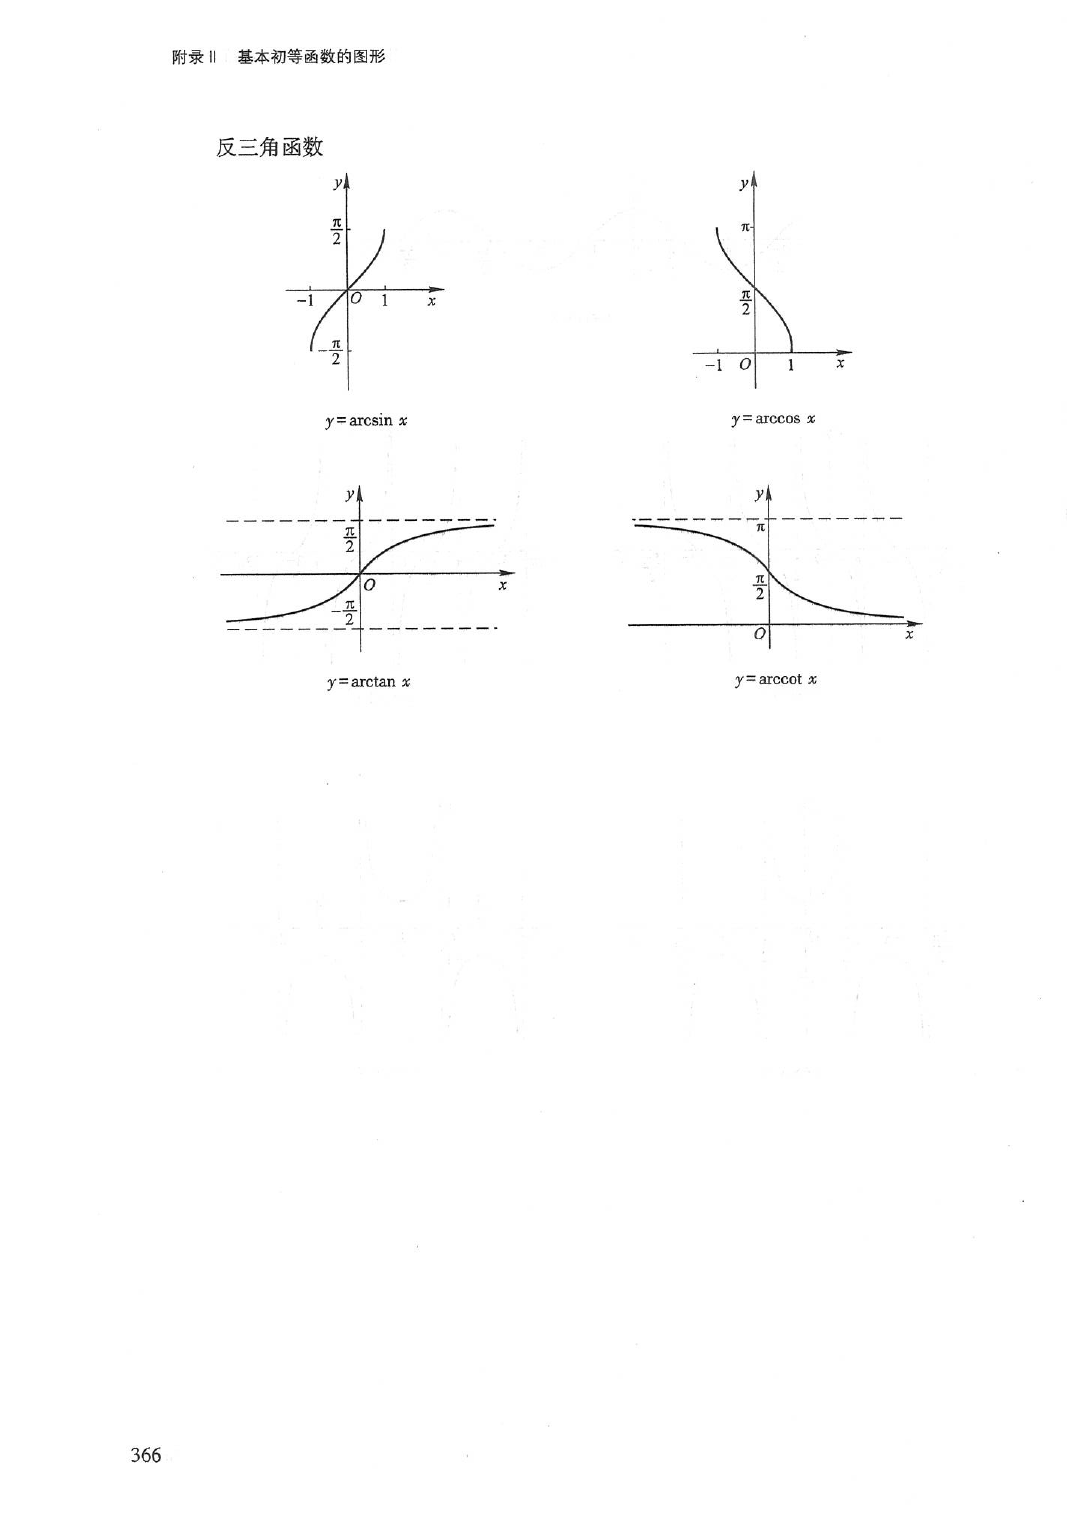 附录Ⅱ 基本初等函数的图形
反三角函数
y
π/2
-1 O 1 x
-π/2
y=arcsin x
y
π
π/2
-1 O 1 x
y=arccos x
y
π/2
O x
-π/2
y=arctan x
y
π
π/2
O x
y=arccot x
366